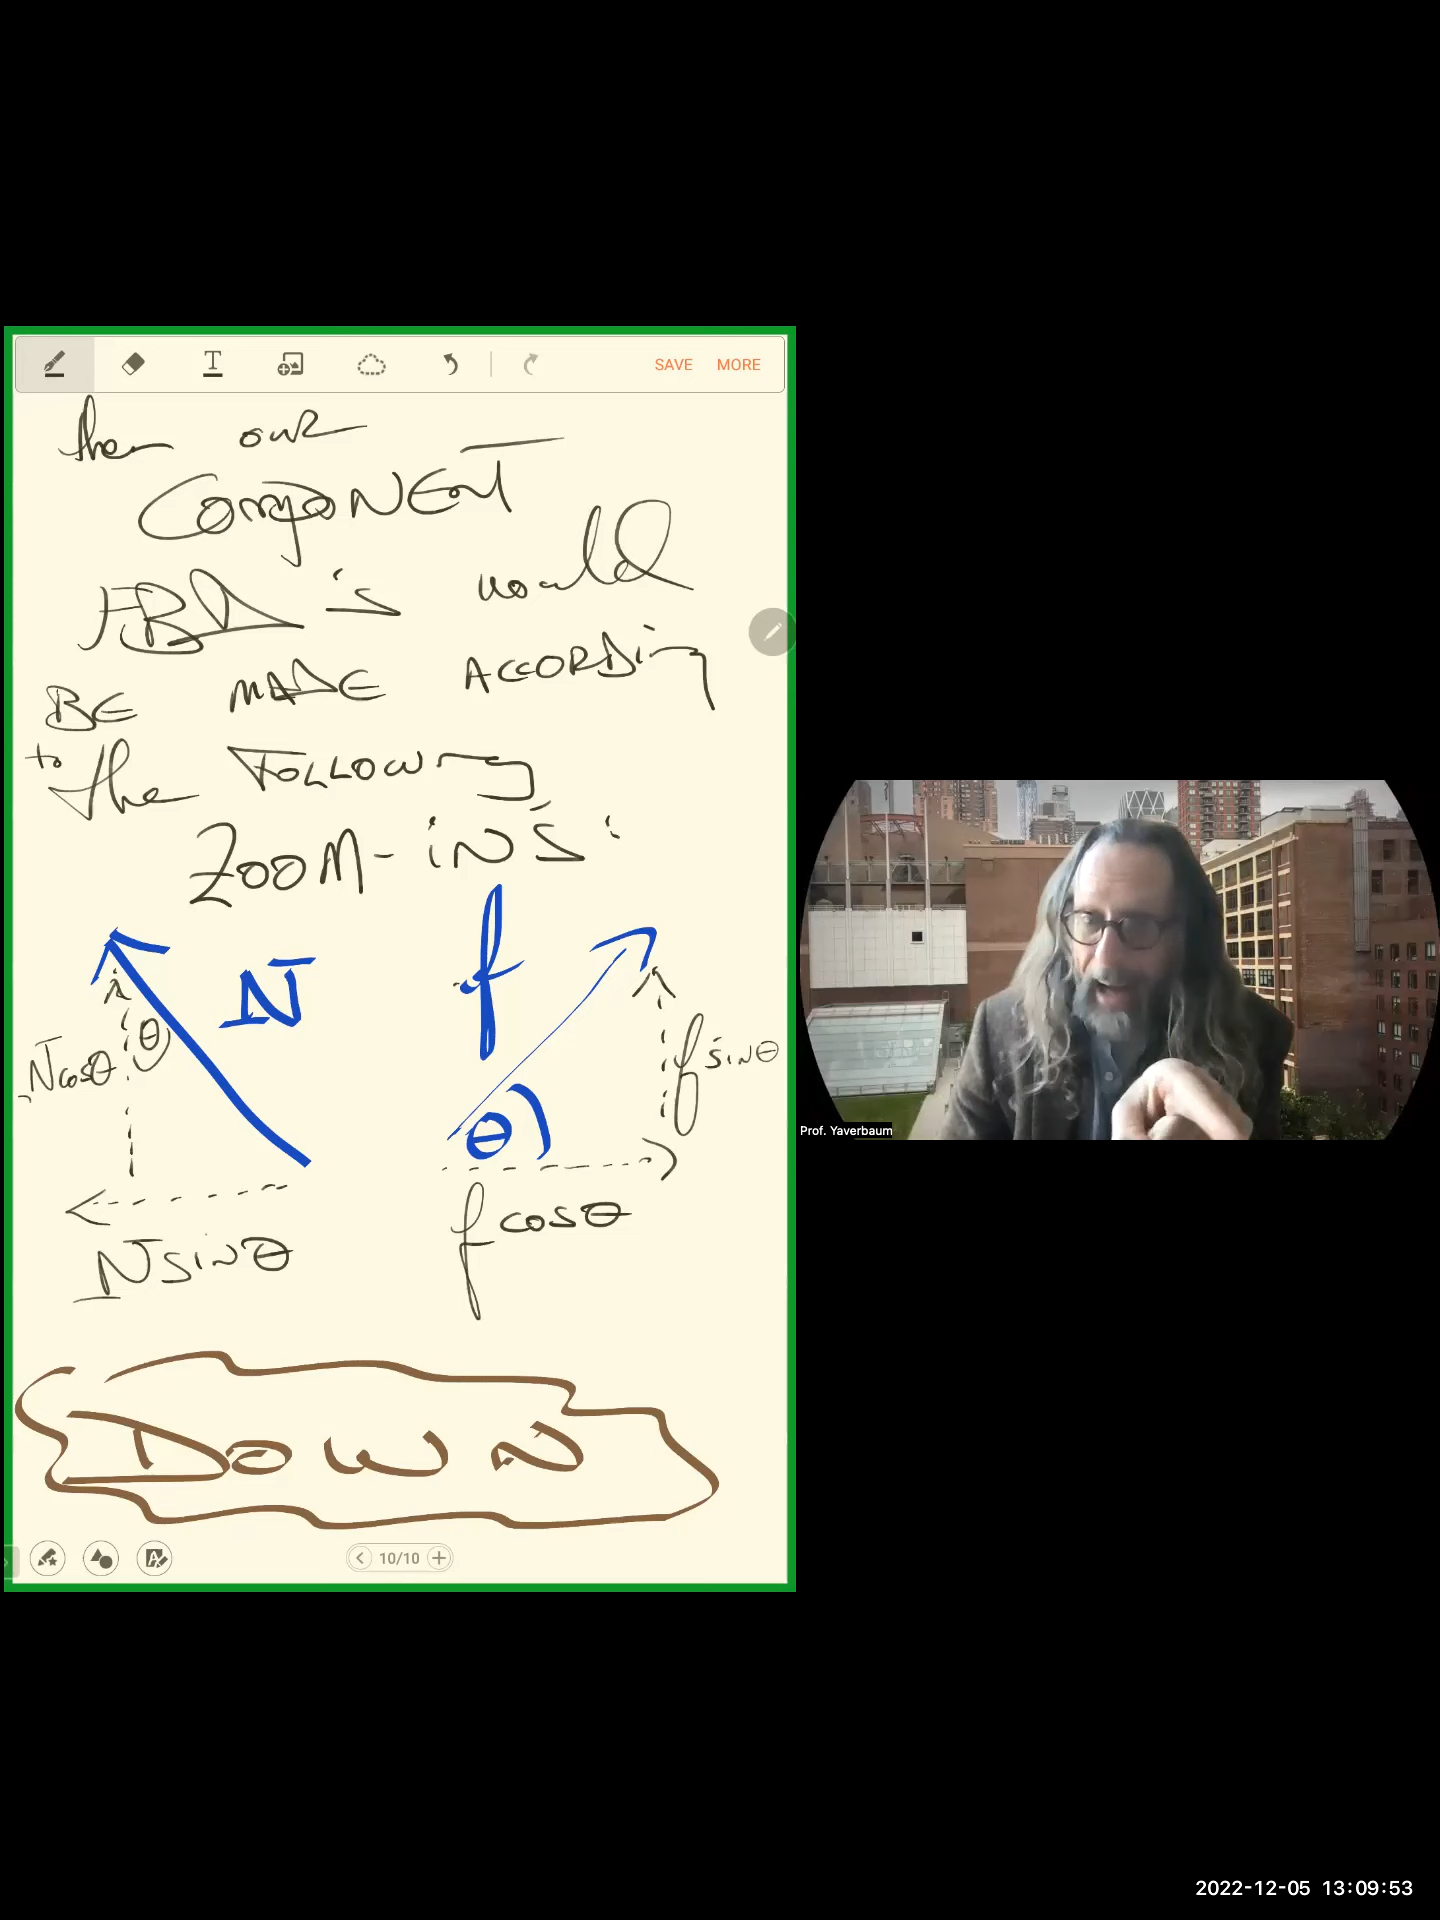 SAVE MORE
then our
COMPONENT
FBD's would
BE MADE ACCORDing
to the FOLLOWing
ZOOM-INS:
N f
θ
Ncosθ
fsinθ
θ
fcosθ
Nsinθ
DOWN
10/10
Prof. Yaverbaum
2022-12-05 13:09:53